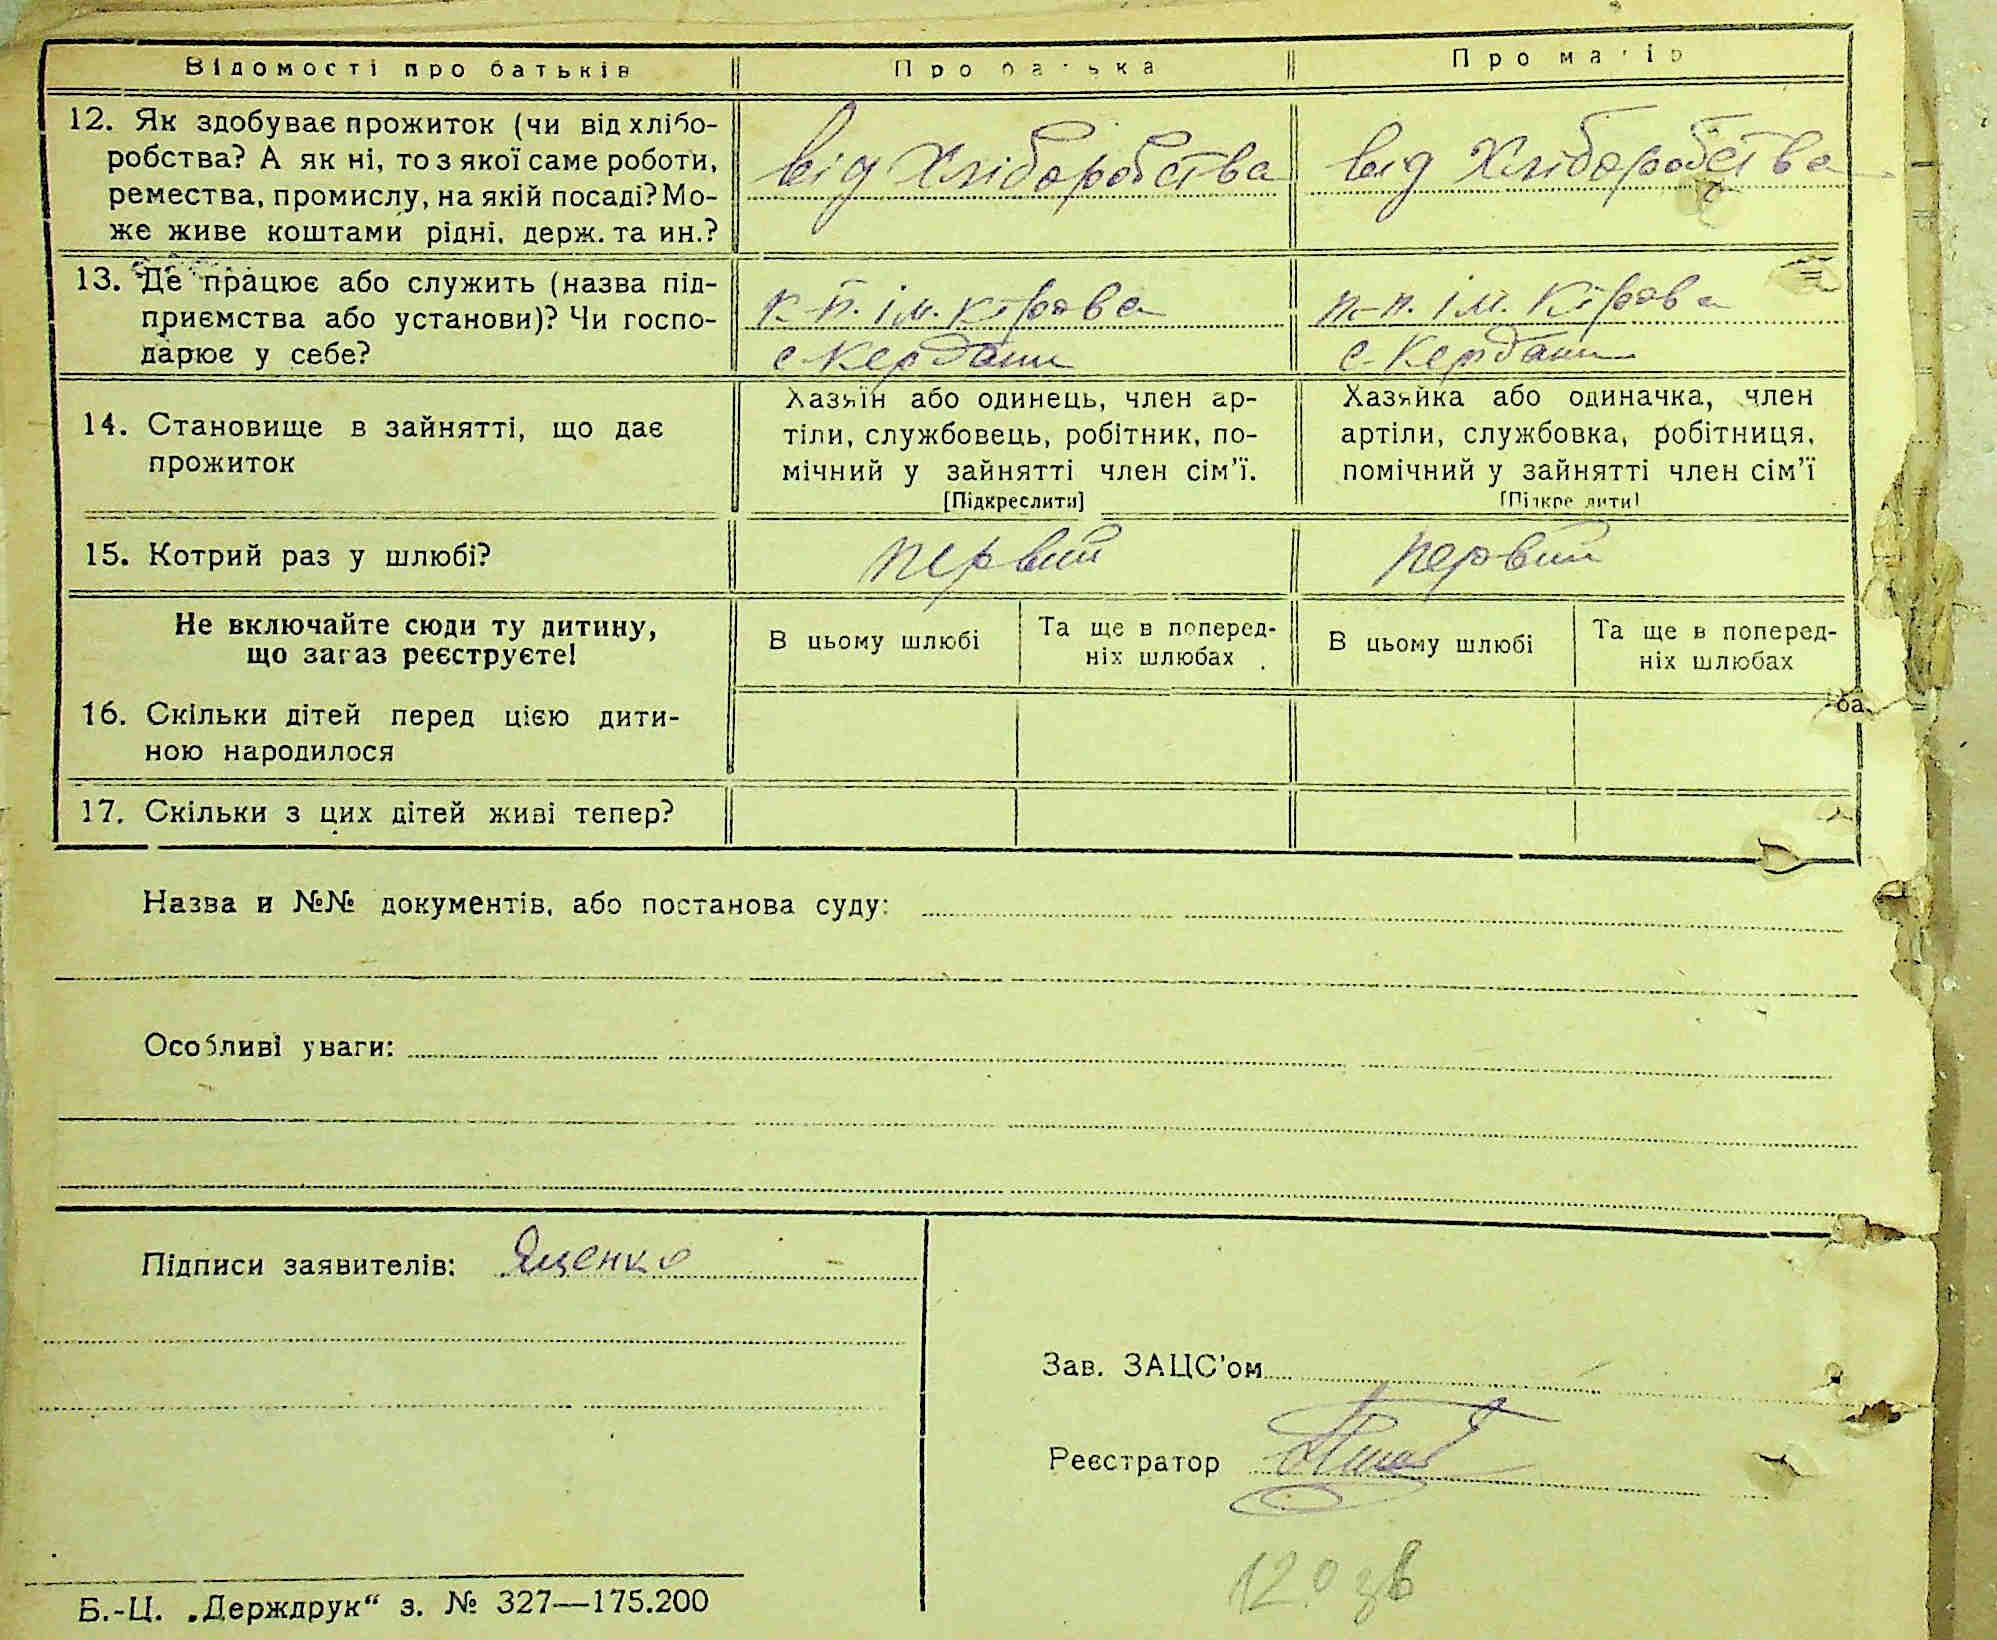 Відомості про батьків Про батька Про матір
12. Як здобуває прожиток (чи від хлібо-
робства? А як ні, то з якої саме роботи,
ремества, промислу, на якій посаді? Мо-
же живе коштами рідні, держ. та ин.?
від хліборобства від хліборобства
13. Де працює або служить (назва під-
приємства або установи)? Чи госпо-
дарює у себе?
ім. Кірова ім. Кірова
с. Кердани с. Кердани
14. Становище в зайнятті, що дає
прожиток
Хазяїн або одинець, член ар-
тіли, службовець, робітник, по-
мічний у зайнятті член сім'ї.
[Підкреслити]
Хазяйка або одиначка, член
артіли, службовка, робітниця,
помічний у зайнятті член сім'ї
[Підкреслити]
15. Котрий раз у шлюбі? первий первий
Не включайте сюди ту дитину,
що зараз реєструєте!
В цьому шлюбі
Та ще в поперед-
ніх шлюбах
В цьому шлюбі
Та ще в поперед-
ніх шлюбах
16. Скільки дітей перед цією дити-
ною народилося
17. Скільки з цих дітей живі тепер?
Назва и №№ документів, або постанова суду:
Особливі уваги:
Підписи заявителів: Яценко
Зав. ЗАЦС'ом
Реєстратор
Б.-Ц. „Держдрук“ з. № 327—175.200